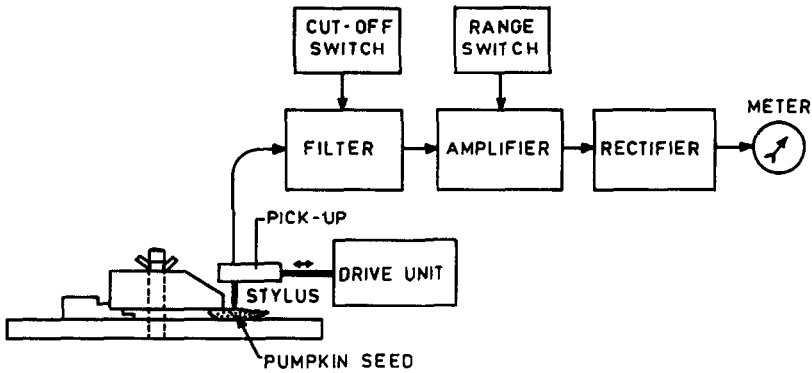 CUT-OFF
SWITCH
RANGE
SWITCH
METER
FILTER
AMPLIFIER
RECTIFIER
PICK-UP
DRIVE UNIT
STYLUS
PUMPKIN SEED